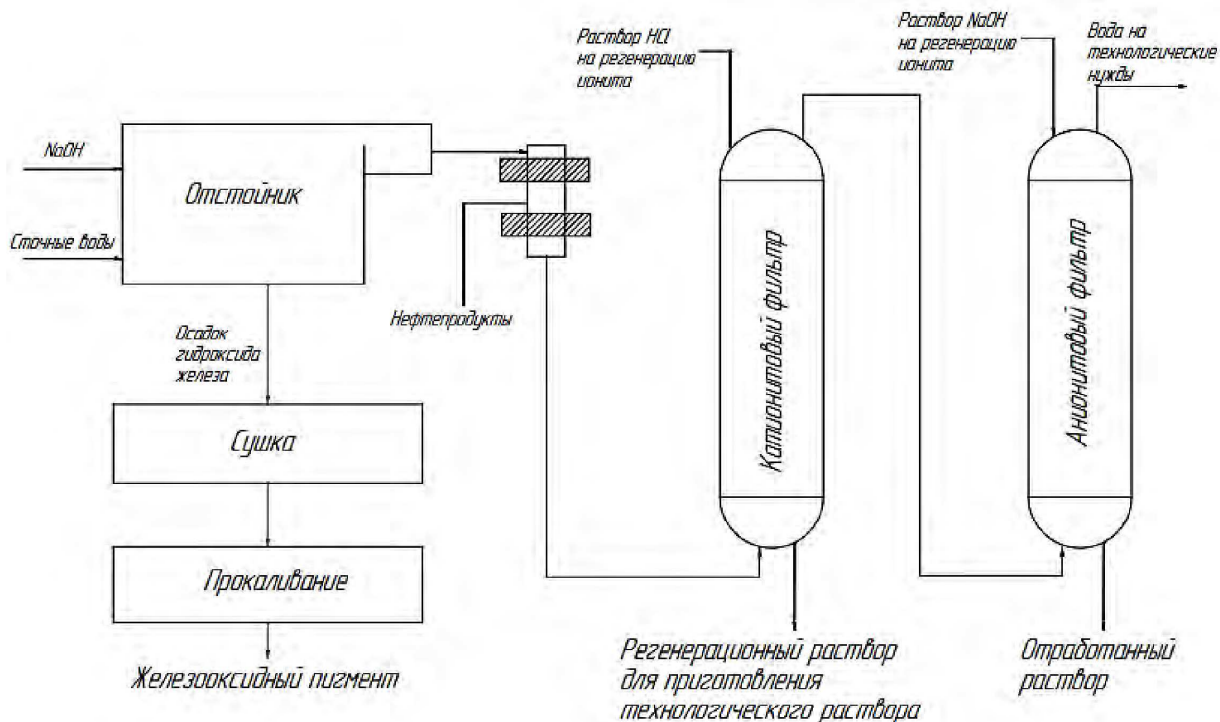 Раствор HCl
на регенерацию
ионита
Раствор NaOH
на регенерацию
ионита
Вода на
технологические
нужды
NaOH
Отстойник
Сточные воды
Нефтепродукты
Осадок
гидроксида
железа
Сушка
Прокаливание
Железооксидный пигмент
Катионитовый фильтр
Анионитовый фильтр
Регенерационный раствор
для приготовления
технологического раствора
Отработанный
раствор